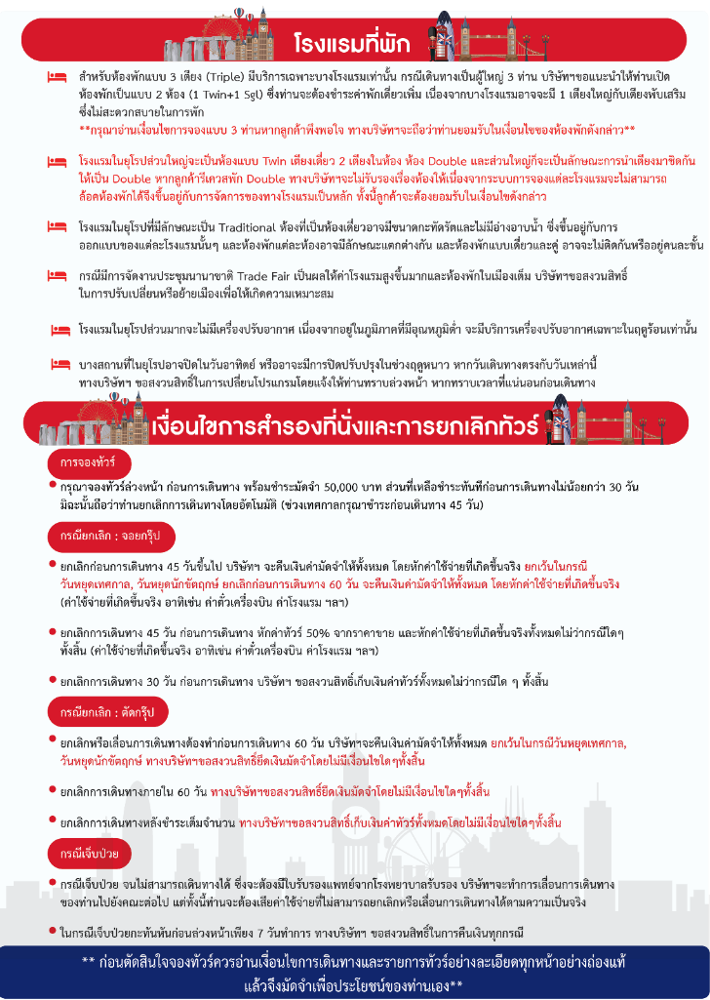 โรงแรมที่พัก
สำหรับห้องพักแบบ 3 เตียง (Triple) มีบริการเฉพาะบางโรงแรมเท่านั้น กรณีเดินทางเป็นผู้ใหญ่ 3 ท่าน บริษัทฯขอแนะนำให้ท่านเปิด
ห้องพักเป็นแบบ 2 ห้อง (1 Twin+1 Sgl) ซึ่งท่านจะต้องชำระค่าพักเดี่ยวเพิ่ม เนื่องจากบางโรงแรมอาจจะมี 1 เตียงใหญ่กับเตียงพับเสริม
ซึ่งไม่สะดวกสบายในการพัก
**กรุณาอ่านเงื่อนไขการจองแบบ 3 ท่านหากลูกค้าพึงพอใจ ทางบริษัทฯจะถือว่าท่านยอมรับในเงื่อนไขของห้องพักดังกล่าว**
โรงแรมในยุโรปส่วนใหญ่จะเป็นห้องแบบ Twin เตียงเดี่ยว 2 เตียงในห้อง ห้อง Double และส่วนใหญ่ก็จะเป็นลักษณะการนำเตียงมาชิดกัน
ให้เป็น Double หากลูกค้ารีเควสพัก Double ทางบริษัทฯจะไม่รับรองเรื่องห้องให้เนื่องจากระบบการจองแต่ละโรงแรมจะไม่สามารถ
ล้อคห้องพักได้จึงขึ้นอยู่กับการจัดการของทางโรงแรมเป็นหลัก ทั้งนี้ลูกค้าจะต้องยอมรับในเงื่อนไขดังกล่าว
โรงแรมในยุโรปที่มีลักษณะเป็น Traditional ห้องที่เป็นห้องเดี่ยวอาจมีขนาดกะทัดรัดและไม่มีอ่างอาบน้ำ ซึ่งขึ้นอยู่กับการ
ออกแบบของแต่ละโรงแรมนั้นๆ และห้องพักแต่ละห้องอาจมีลักษณะแตกต่างกัน และห้องพักแบบเดี่ยวและคู่ อาจจะไม่ติดกันหรืออยู่คนละชั้น
กรณีมีการจัดงานประชุมนานาชาติ Trade Fair เป็นผลให้ค่าโรงแรมสูงขึ้นมากและห้องพักในเมืองเต็ม บริษัทฯขอสงวนสิทธิ์
ในการปรับเปลี่ยนหรือย้ายเมืองเพื่อให้เกิดความเหมาะสม
โรงแรมในยุโรปส่วนมากจะไม่มีเครื่องปรับอากาศ เนื่องจากอยู่ในภูมิภาคที่มีอุณหภูมิต่ำ จะมีบริการเครื่องปรับอากาศเฉพาะในฤดูร้อนเท่านั้น
บางสถานที่ในยุโรปอาจปิดในวันอาทิตย์ หรืออาจจะมีการปิดปรับปรุงในช่วงฤดูหนาว หากวันเดินทางตรงกับวันเหล่านี้
ทางบริษัทฯ ขอสงวนสิทธิ์ในการเปลี่ยนโปรแกรมโดยแจ้งให้ท่านทราบล่วงหน้า หากทราบเวลาที่แน่นอนก่อนเดินทาง
เงื่อนไขการสำรองที่นั่งและการยกเลิกทัวร์
การจองทัวร์
• กรุณาจองทัวร์ล่วงหน้า ก่อนการเดินทาง พร้อมชำระมัดจำ 50,000 บาท ส่วนที่เหลือชำระทันทีก่อนการเดินทางไม่น้อยกว่า 30 วัน
มิฉะนั้นถือว่าท่านยกเลิกการเดินทางโดยอัตโนมัติ (ช่วงเทศกาลกรุณาชำระก่อนเดินทาง 45 วัน)
กรณียกเลิก : จอยกรุ๊ป
• ยกเลิกก่อนการเดินทาง 45 วันขึ้นไป บริษัทฯ จะคืนเงินค่ามัดจำให้ทั้งหมด โดยหักค่าใช้จ่ายที่เกิดขึ้นจริง ยกเว้นในกรณี
วันหยุดเทศกาล, วันหยุดนักขัตฤกษ์ ยกเลิกก่อนการเดินทาง 60 วัน จะคืนเงินค่ามัดจำให้ทั้งหมด โดยหักค่าใช้จ่ายที่เกิดขึ้นจริง
(ค่าใช้จ่ายที่เกิดขึ้นจริง อาทิเช่น ค่าตั๋วเครื่องบิน ค่าโรงแรม ฯลฯ)
• ยกเลิกการเดินทาง 45 วัน ก่อนการเดินทาง หักค่าทัวร์ 50% จากราคาขาย และหักค่าใช้จ่ายที่เกิดขึ้นจริงทั้งหมดไม่ว่ากรณีใดๆ
ทั้งสิ้น (ค่าใช้จ่ายที่เกิดขึ้นจริง อาทิเช่น ค่าตั๋วเครื่องบิน ค่าโรงแรม ฯลฯ)
• ยกเลิกการเดินทาง 30 วัน ก่อนการเดินทาง บริษัทฯ ขอสงวนสิทธิ์เก็บเงินค่าทัวร์ทั้งหมดไม่ว่ากรณีใด ๆ ทั้งสิ้น
กรณียกเลิก : ตัดกรุ๊ป
• ยกเลิกหรือเลื่อนการเดินทางต้องทำก่อนการเดินทาง 60 วัน บริษัทฯจะคืนเงินค่ามัดจำให้ทั้งหมด ยกเว้นในกรณีวันหยุดเทศกาล,
วันหยุดนักขัตฤกษ์ ทางบริษัทฯขอสงวนสิทธิ์ยึดเงินมัดจำโดยไม่มีเงื่อนไขใดๆทั้งสิ้น
• ยกเลิกการเดินทางภายใน 60 วัน ทางบริษัทฯขอสงวนสิทธิ์ยึดเงินมัดจำโดยไม่มีเงื่อนไขใดๆทั้งสิ้น
• ยกเลิกการเดินทางหลังชำระเต็มจำนวน ทางบริษัทฯขอสงวนสิทธิ์เก็บเงินค่าทัวร์ทั้งหมดโดยไม่มีเงื่อนไขใดๆทั้งสิ้น
กรณีเจ็บป่วย
• กรณีเจ็บป่วย จนไม่สามารถเดินทางได้ ซึ่งจะต้องมีใบรับรองแพทย์จากโรงพยาบาลรับรอง บริษัทฯจะทำการเลื่อนการเดินทาง
ของท่านไปยังคณะต่อไป แต่ทั้งนี้ท่านจะต้องเสียค่าใช้จ่ายที่ไม่สามารถยกเลิกหรือเลื่อนการเดินทางได้ตามความเป็นจริง
• ในกรณีเจ็บป่วยกะทันหันก่อนล่วงหน้าเพียง 7 วันทำการ ทางบริษัทฯ ขอสงวนสิทธิ์ในการคืนเงินทุกกรณี
** ก่อนตัดสินใจจองทัวร์ควรอ่านเงื่อนไขการเดินทางและรายการทัวร์อย่างละเอียดทุกหน้าอย่างถ่องแท้
แล้วจึงมัดจำเพื่อประโยชน์ของท่านเอง**